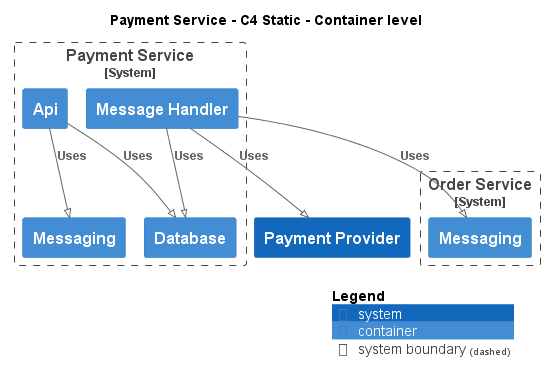 Payment Service - C4 Static - Container level
Payment Service
[System]
Api
Message Handler
Uses
Uses
Uses
Uses
Uses
Order Service
[System]
Messaging
Database
Payment Provider
Messaging
Legend
system
container
system boundary (dashed)